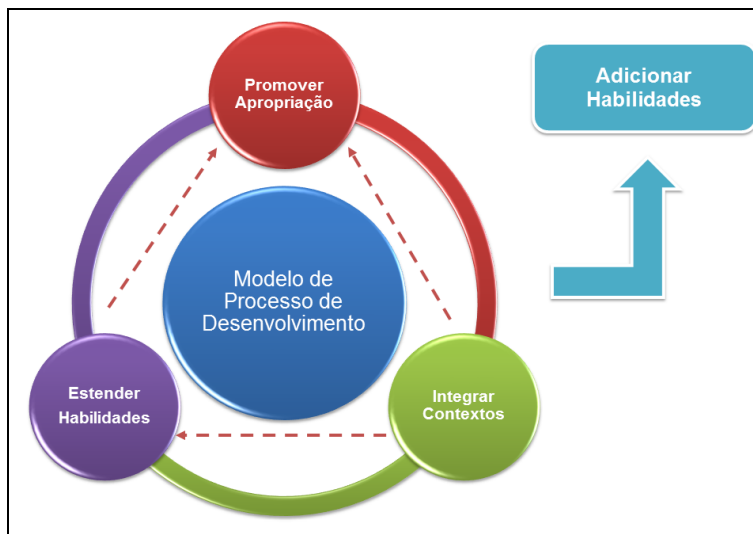 Promover
Apropriação
Adicionar
Habilidades
Modelo de
Processo de
Desenvolvimento
Estender
Habilidades
Integrar
Contextos